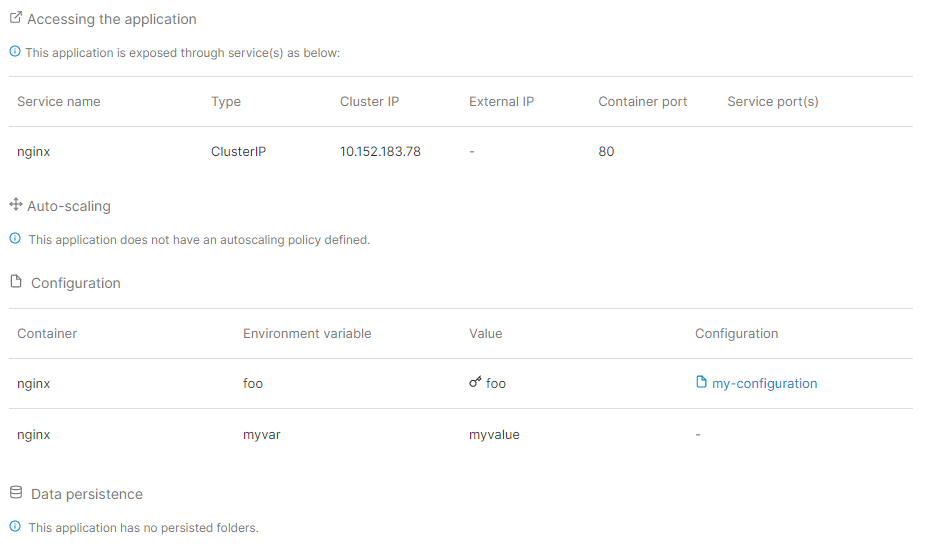 Accessing the application
This application is exposed through service(s) as below:
Service name Type Cluster IP External IP Container port Service port(s)
nginx ClusterIP 10.152.183.78 - 80
Auto-scaling
This application does not have an autoscaling policy defined.
Configuration
Container Environment variable Value Configuration
nginx foo foo my-configuration
nginx myvar myvalue -
Data persistence
This application has no persisted folders.